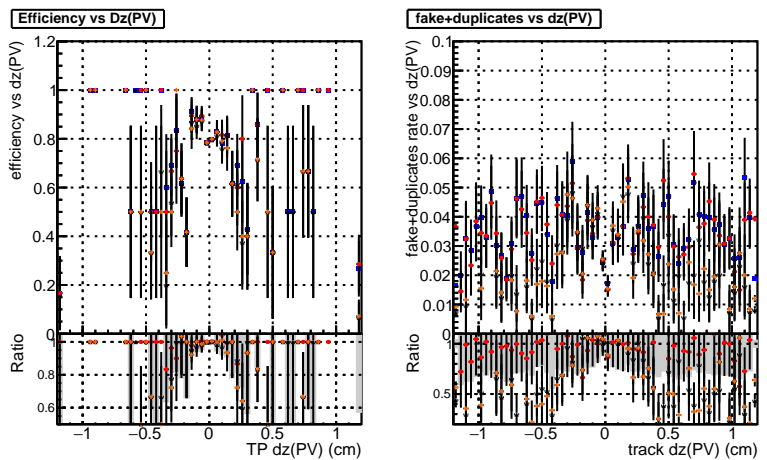 Efficiency vs Dz(PV)
efficiency vs dz(PV)
1.2
1
0.8
0.6
0.4
0.2
0
Ratio
1
0.8
0.6
−1 −0.5 0 0.5 1
TP dz(PV) (cm)
fake+duplicates vs dz(PV)
fake+duplicates rate vs dz(PV)
0.1
0.09
0.08
0.07
0.06
0.05
0.04
0.03
0.02
0.01
0
Ratio
0.5
−1 −0.5 0 0.5 1
track dz(PV) (cm)